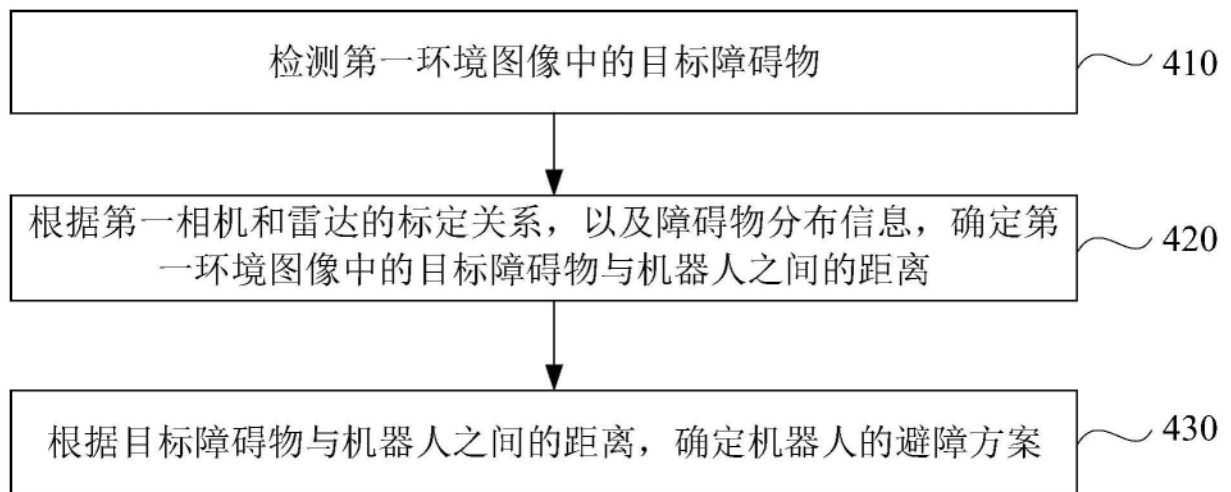 检测第一环境图像中的目标障碍物
410
根据第一相机和雷达的标定关系，以及障碍物分布信息，确定第
一环境图像中的目标障碍物与机器人之间的距离
420
根据目标障碍物与机器人之间的距离，确定机器人的避障方案
430